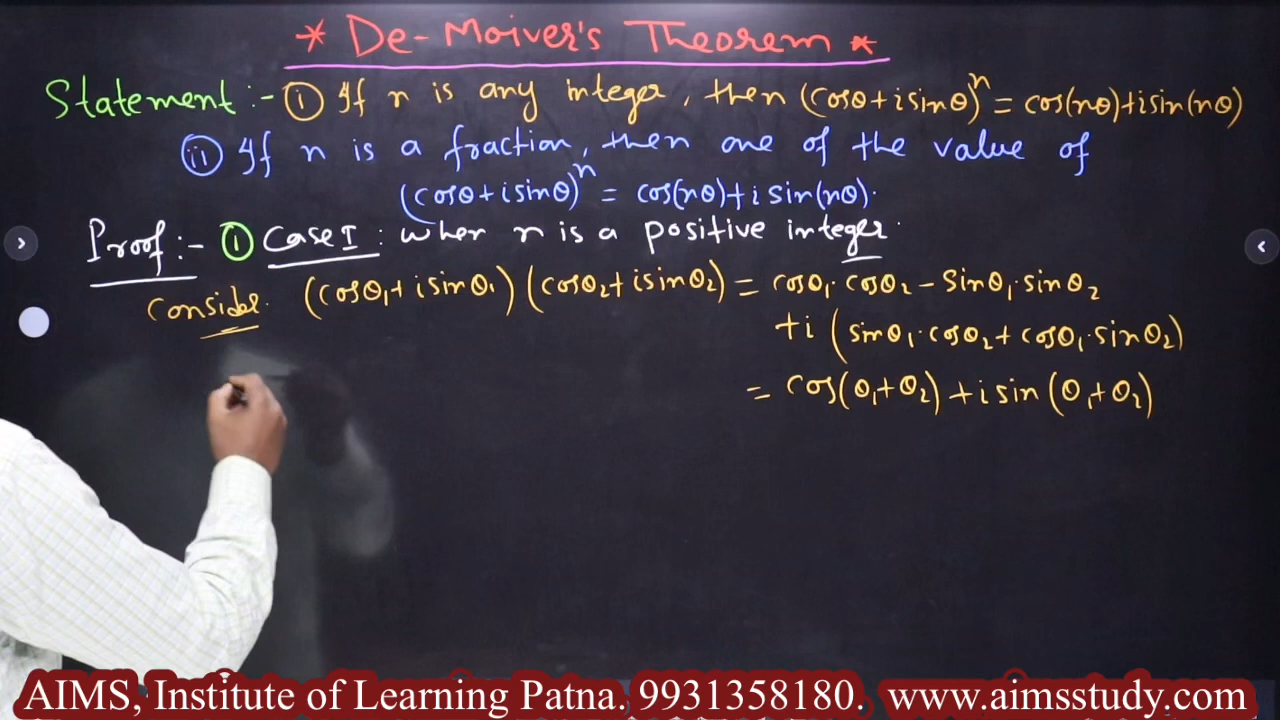 * De-Moiver's Theorem *
Statement :- ① If n is any integer, then (cosθ+isinθ)ⁿ = cos(nθ)+isin(nθ)
(ii) If n is a fraction, then one of the value of
(cosθ+isinθ)ⁿ = cos(nθ)+isin(nθ).
Proof :- ① Case I : when n is a positive integer.
Consider (cosθ₁+isinθ₁)(cosθ₂+isinθ₂) = cosθ₁·cosθ₂ - sinθ₁·sinθ₂
+i (sinθ₁·cosθ₂+cosθ₁·sinθ₂)
= cos(θ₁+θ₂)+isin(θ₁+θ₂)
AIMS, Institute of Learning Patna. 9931358180. www.aimsstudy.com